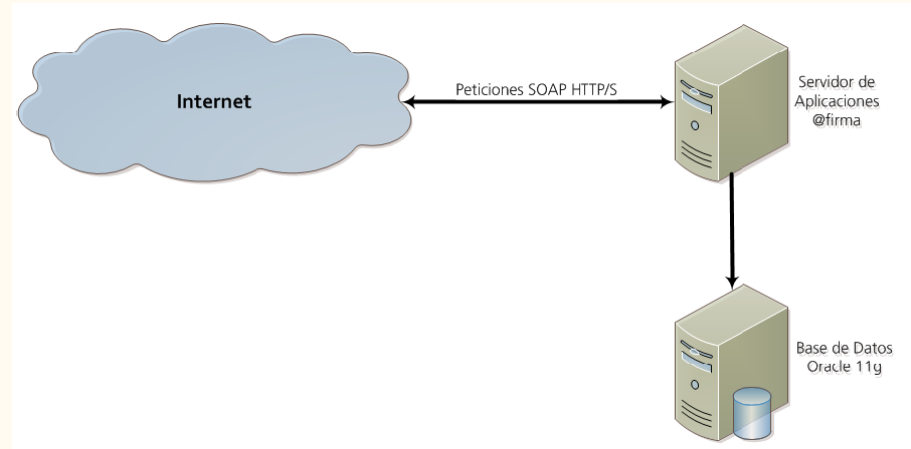 Internet
Peticiones SOAP HTTP/S
Servidor de
Aplicaciones
@firma
Base de Datos
Oracle 11g